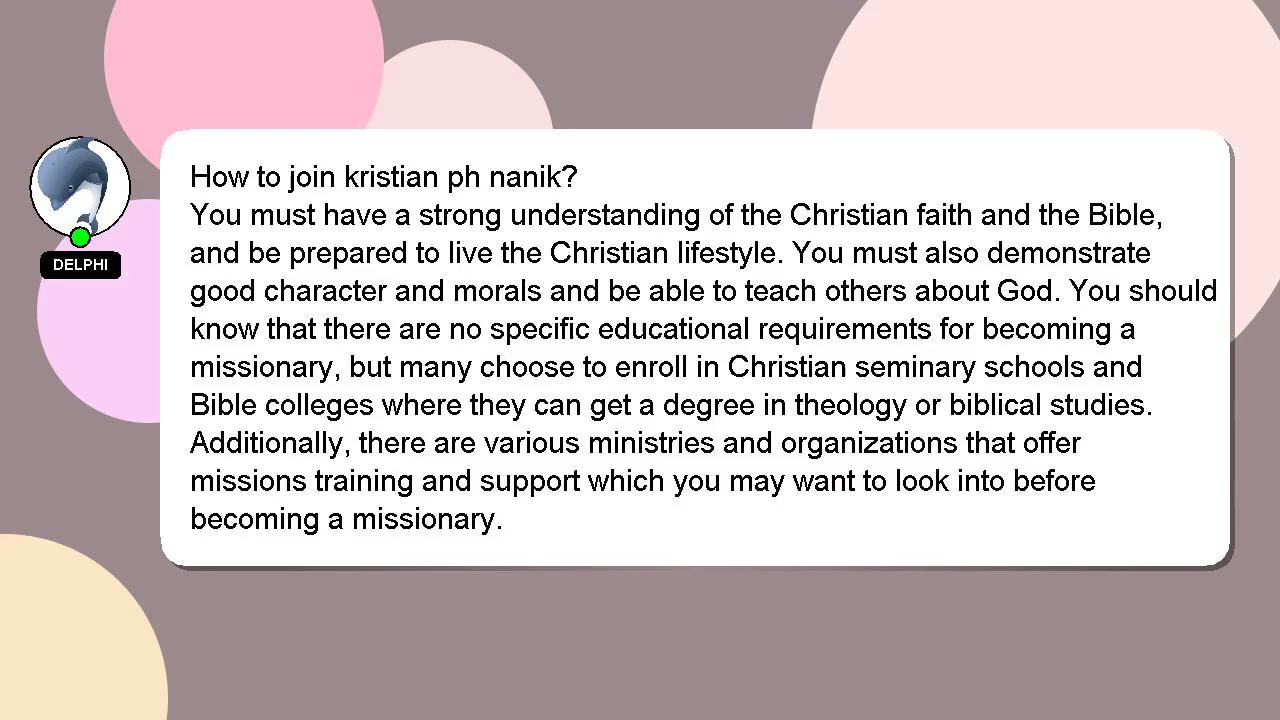 How to join kristian ph nanik?
You must have a strong understanding of the Christian faith and the Bible,
and be prepared to live the Christian lifestyle. You must also demonstrate
good character and morals and be able to teach others about God. You should
know that there are no specific educational requirements for becoming a
missionary, but many choose to enroll in Christian seminary schools and
Bible colleges where they can get a degree in theology or biblical studies.
Additionally, there are various ministries and organizations that offer
missions training and support which you may want to look into before
becoming a missionary.
DELPHI